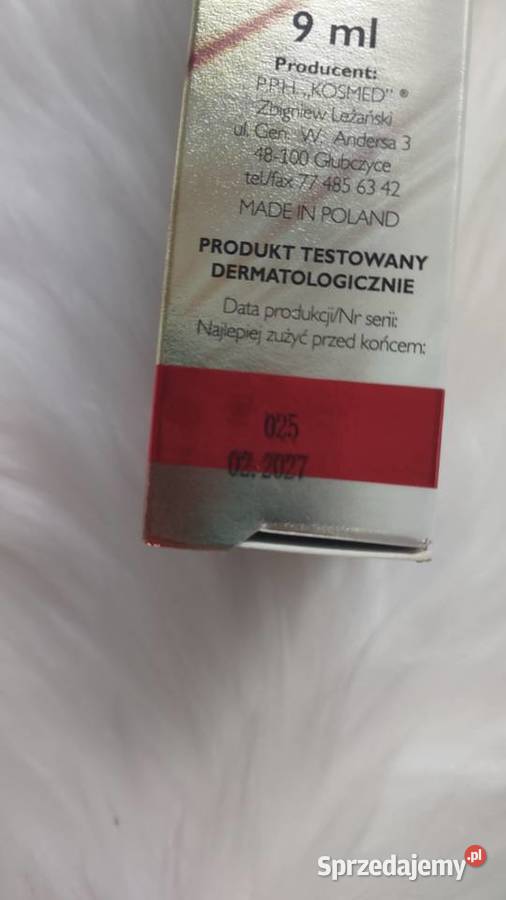 9 ml
Producent:
P.P.H. „KOSMED" ®
Zbigniew Leżański
ul. Gen. W. Andersa 3
48-100 Głubczyce
tel./fax 77 485 63 42
MADE IN POLAND
PRODUKT TESTOWANY
DERMATOLOGICZNIE
Data produkcji/Nr serii:
Najlepiej zużyć przed końcem:
025
02.2027
Sprzedajemy.pl